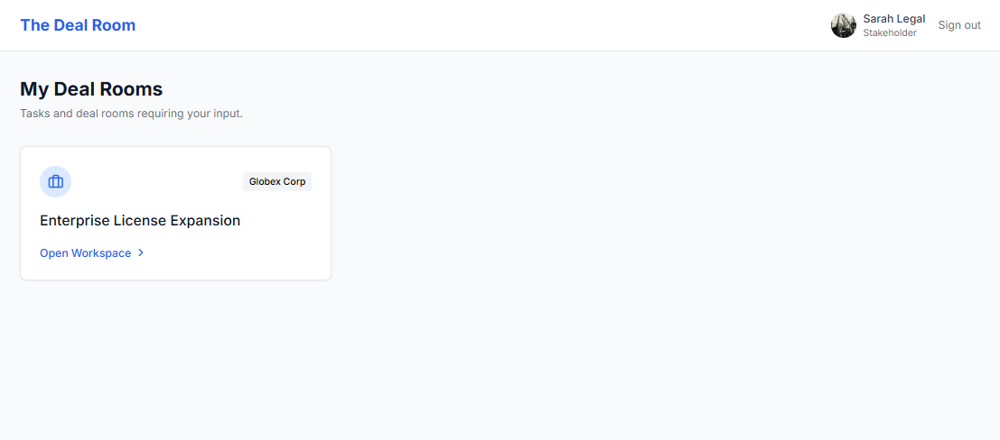 The Deal Room
Sarah Legal
Stakeholder
Sign out
My Deal Rooms
Tasks and deal rooms requiring your input.
Globex Corp
Enterprise License Expansion
Open Workspace